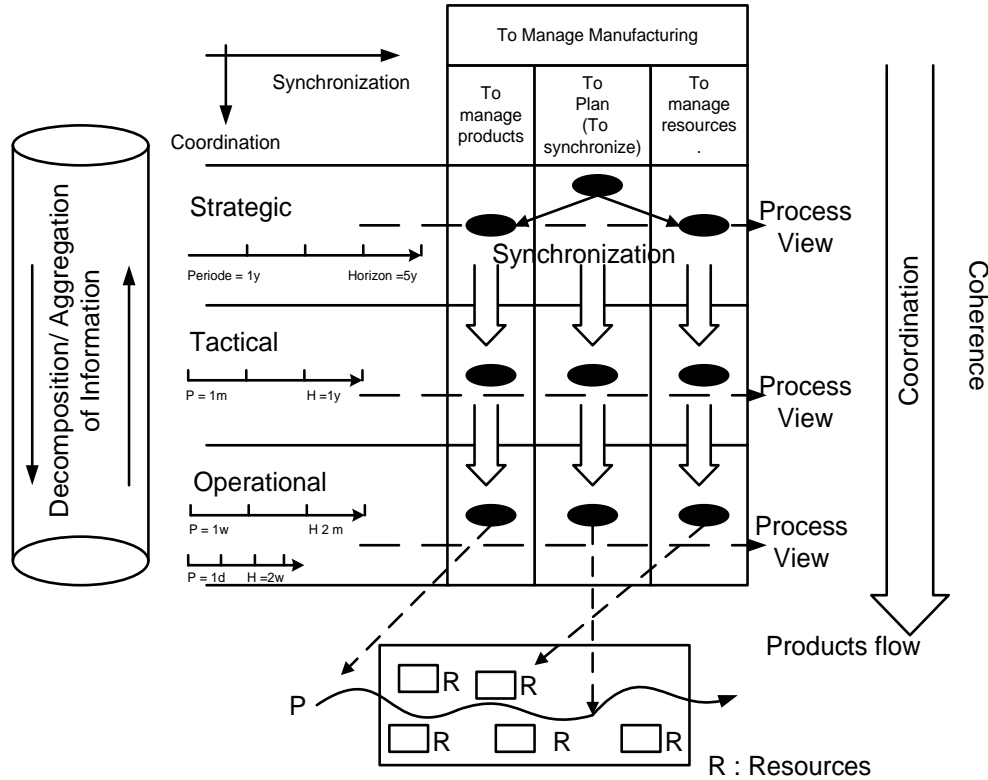 To Manage Manufacturing
Synchronization
Coordination
To
manage
products
To
Plan
(To
synchronize)
To
manage
resources
.
Decomposition/ Aggregation
of Information
Strategic
Periode = 1y
Horizon =5y
Process
View
Synchronization
Tactical
P = 1m
H =1y
Process
View
Operational
P = 1w
H 2 m
P = 1d
H =2w
Process
View
Coordination
Coherence
Products flow
P
R
R
R
R
R
R : Resources